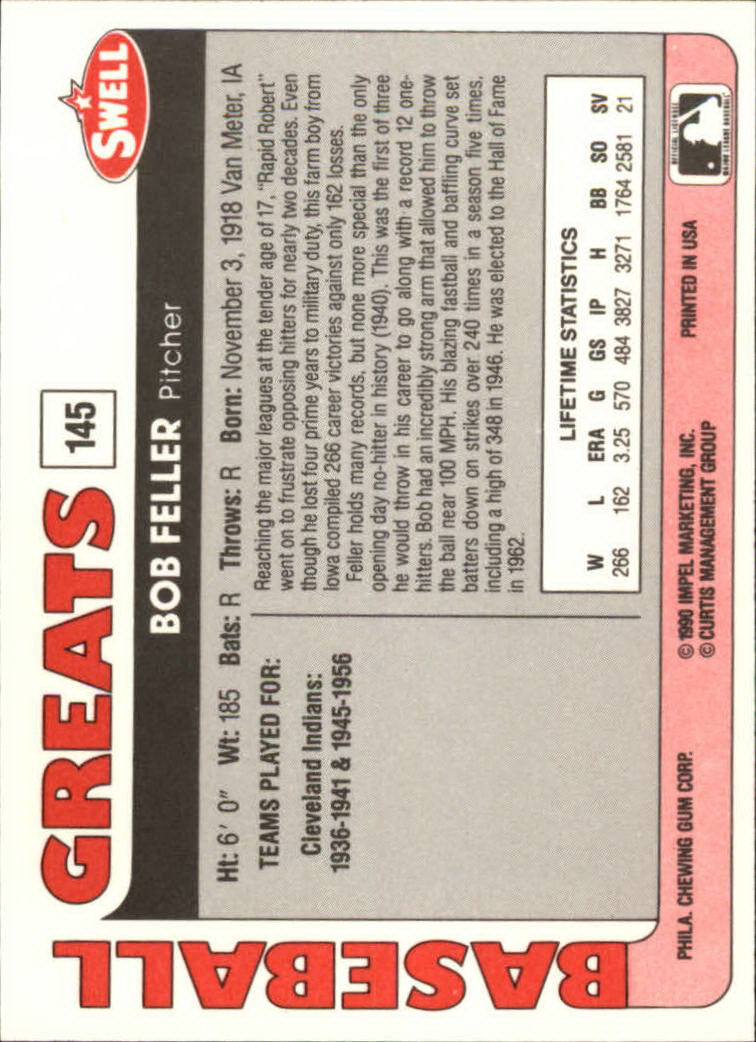 BASEBALL
GREATS
145
SWELL
BOB FELLER Pitcher
Ht: 6' 0" Wt: 185 Bats: R Throws: R Born: November 3, 1918 Van Meter, IA
TEAMS PLAYED FOR:
Cleveland Indians:
1936-1941 & 1945-1956
Reaching the major leagues at the tender age of 17, "Rapid Robert"
went on to frustrate opposing hitters for nearly two decades. Even
though he lost four prime years to military duty, this farm boy from
Iowa compiled 266 career victories against only 162 losses.
Feller holds many records, but none more special than the only
opening day no-hitter in history (1940). This was the first of three
he would throw in his career to go along with a record 12 one-
hitters. Bob had an incredibly strong arm that allowed him to throw
the ball near 100 MPH. His blazing fastball and baffling curve set
batters down on strikes over 240 times in a season five times,
including a high of 348 in 1946. He was elected to the Hall of Fame
in 1962.
LIFETIME STATISTICS
W L ERA G GS IP H BB SO SV
266 162 3.25 570 484 3827 3271 1764 2581 21
PHILA. CHEWING GUM CORP.
© 1990 IMPEL MARKETING, INC.
© CURTIS MANAGEMENT GROUP
PRINTED IN USA
OFFICIAL LICENSEE
MAJOR LEAGUE BASEBALL